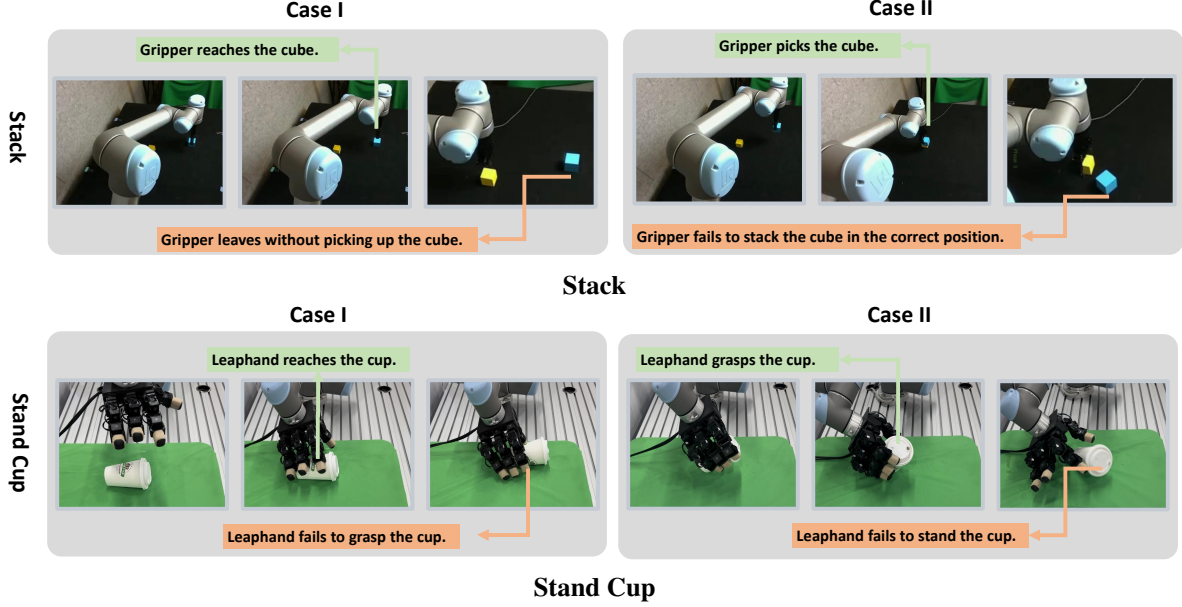 Case I
Case II
Gripper reaches the cube.
Gripper picks the cube.
Stack
Gripper leaves without picking up the cube.
Gripper fails to stack the cube in the correct position.
Stack
Case I
Case II
Leaphand reaches the cup.
Leaphand grasps the cup.
Stand Cup
Leaphand fails to grasp the cup.
Leaphand fails to stand the cup.
Stand Cup